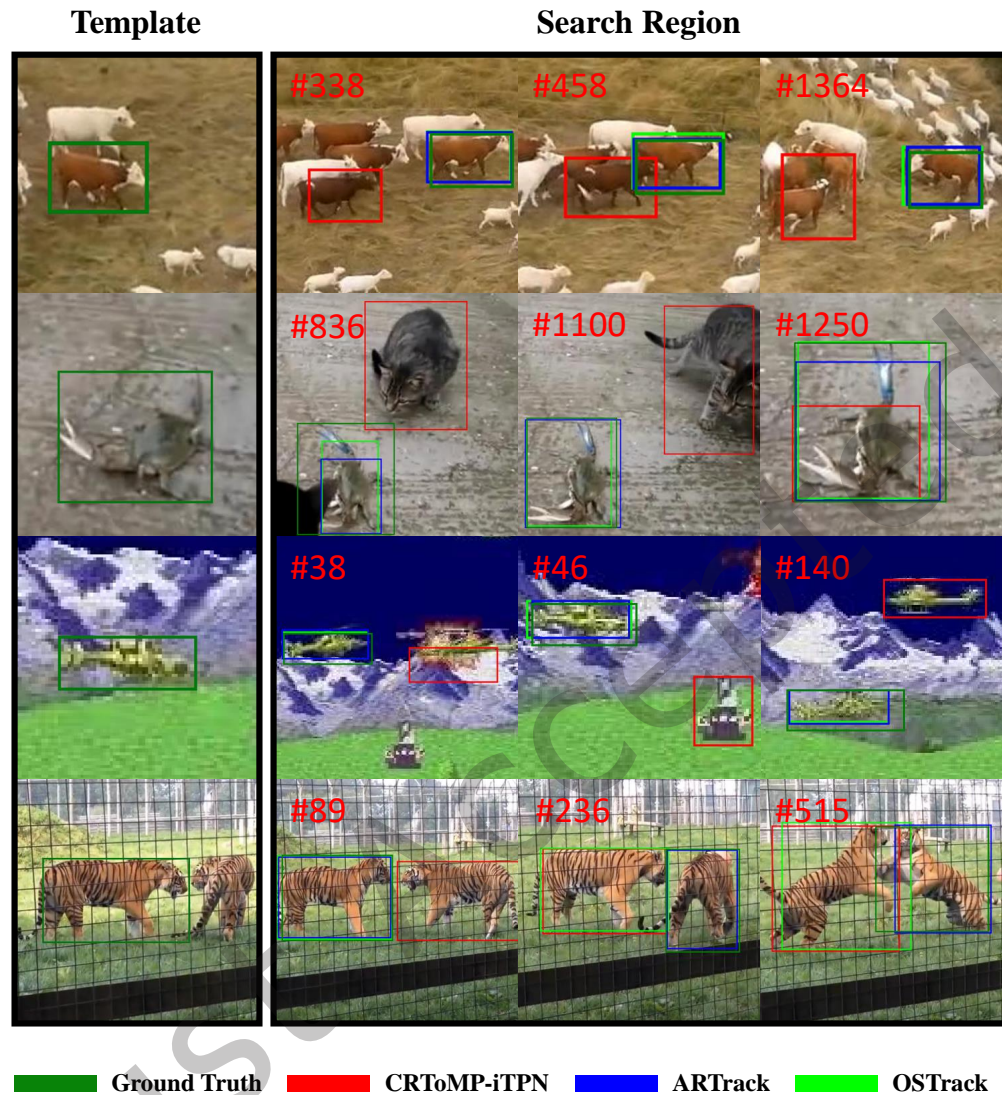 Template Search Region
#338 #458 #1364
#836 #1100 #1250
#38 #46 #140
#89 #236 #515
Ground Truth CRToMP-iTPN ARTrack OSTrack